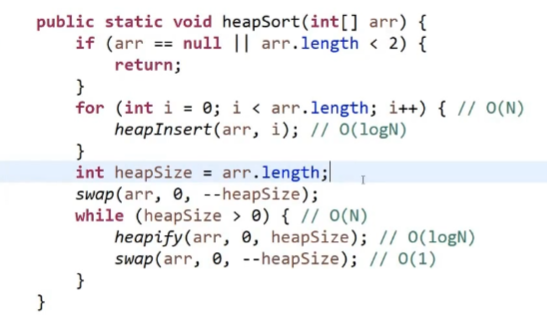 public static void heapSort(int[] arr) {
    if (arr == null || arr.length < 2) {
        return;
    }
    for (int i = 0; i < arr.length; i++) { // O(N)
        heapInsert(arr, i); // O(logN)
    }
    int heapSize = arr.length;
    swap(arr, 0, --heapSize);
    while (heapSize > 0) { // O(N)
        heapify(arr, 0, heapSize); // O(logN)
        swap(arr, 0, --heapSize); // O(1)
    }
}